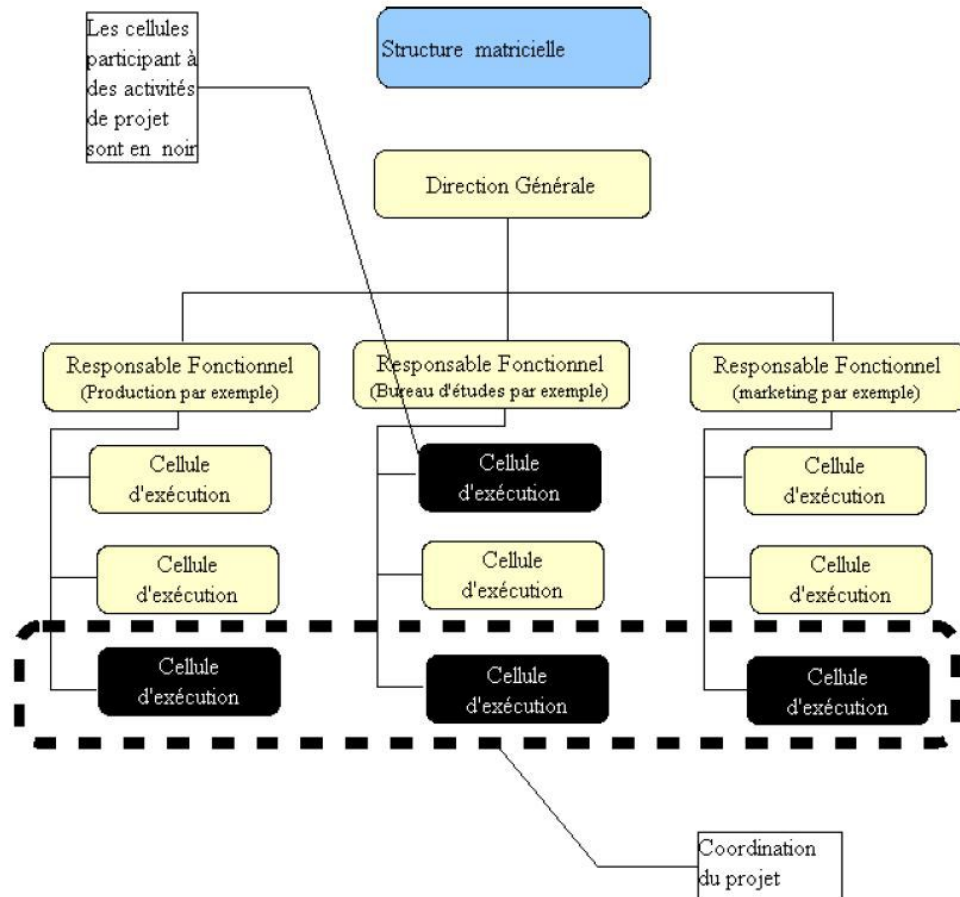 Les cellules
participant à
des activités
de projet
sont en noir
Structure matricielle
Direction Générale
Responsable Fonctionnel
(Production par exemple)
Responsable Fonctionnel
(Bureau d'études par exemple)
Responsable Fonctionnel
(marketing par exemple)
Cellule
d'exécution
Cellule
d'exécution
Cellule
d'exécution
Cellule
d'exécution
Cellule
d'exécution
Cellule
d'exécution
Cellule
d'exécution
Cellule
d'exécution
Cellule
d'exécution
Coordination
du projet